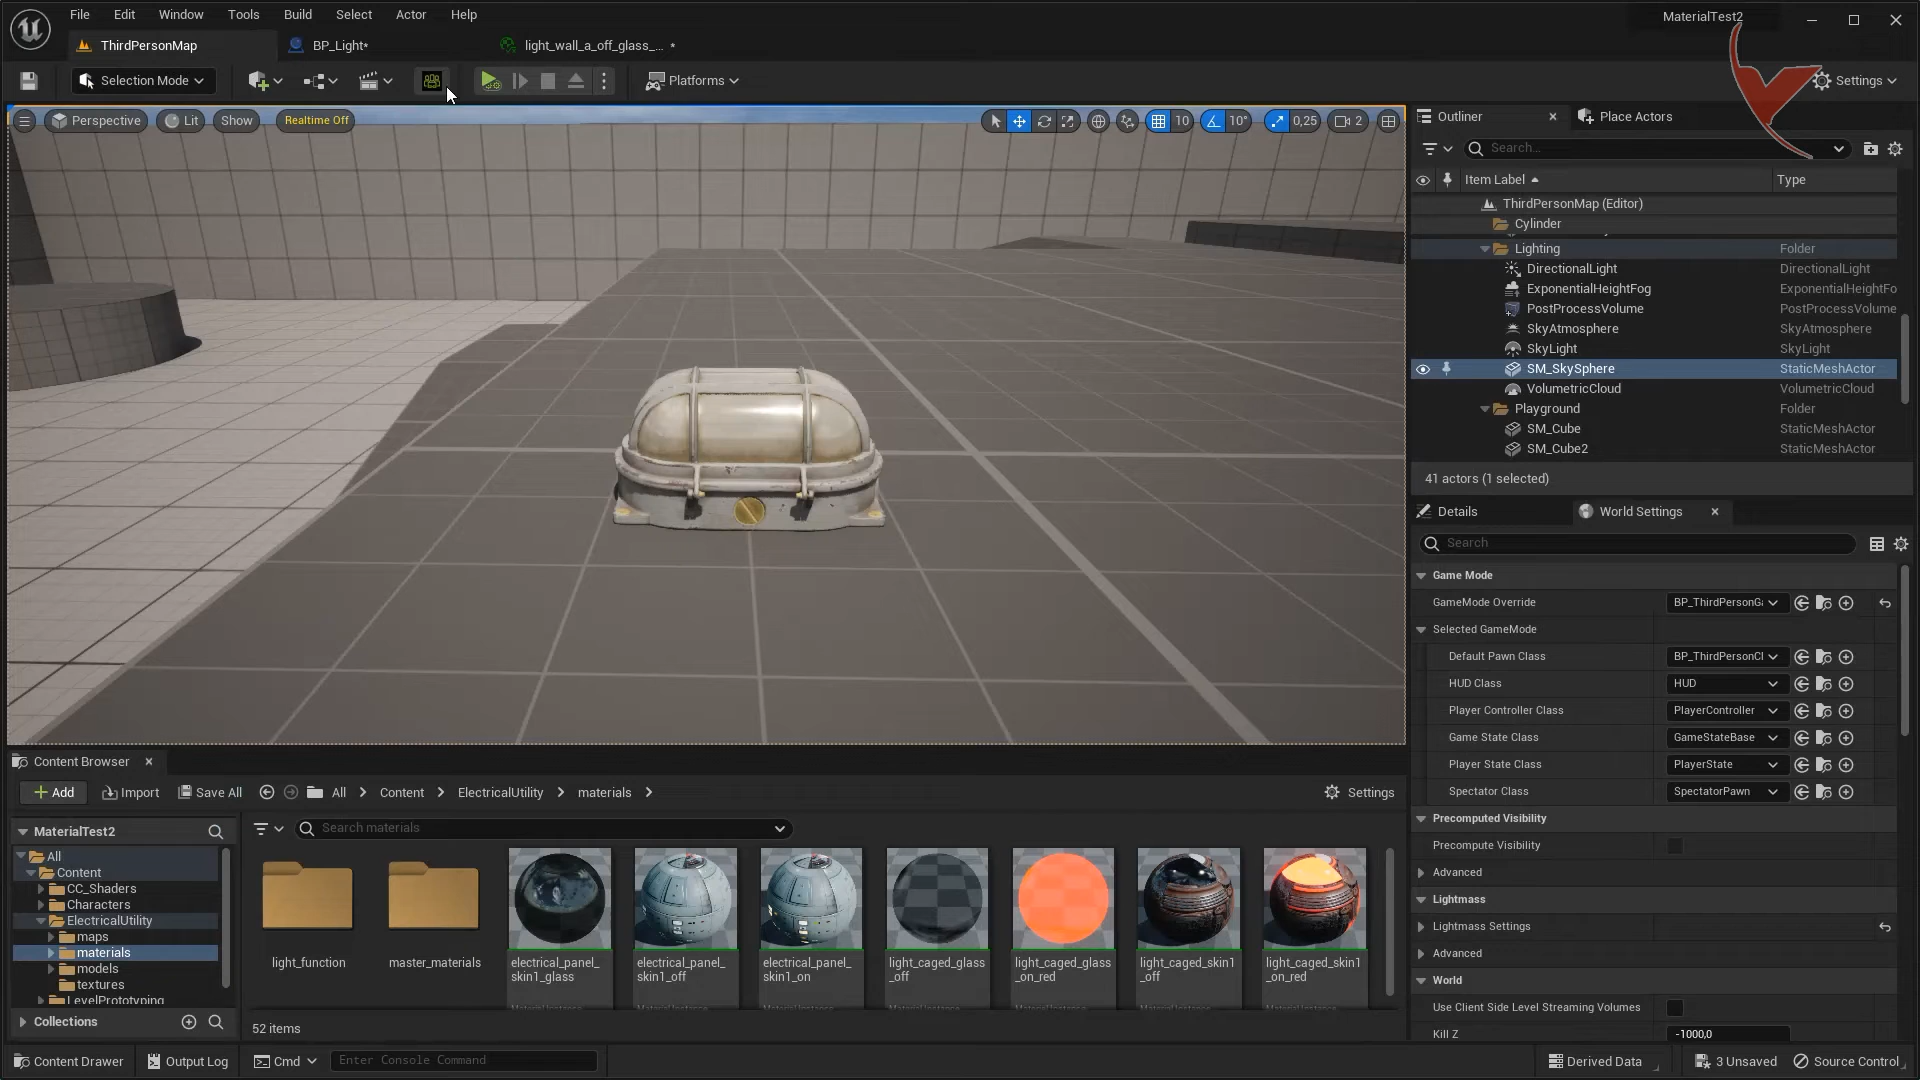 File Edit Window Tools Build Select Actor Help
MaterialTest2
ThirdPersonMap
BP_Light*
light_wall_a_off_glass_... *
Selection Mode
Platforms
Settings
Perspective
Lit
Show
Realtime Off
10
10°
0,25
2
Outliner
Place Actors
Search...
Item Label
Type
ThirdPersonMap (Editor)
Cylinder
Lighting Folder
DirectionalLight DirectionalLight
ExponentialHeightFog ExponentialHeightFo
PostProcessVolume PostProcessVolume
SkyAtmosphere SkyAtmosphere
SkyLight SkyLight
SM_SkySphere StaticMeshActor
VolumetricCloud VolumetricCloud
Playground Folder
SM_Cube StaticMeshActor
SM_Cube2 StaticMeshActor
41 actors (1 selected)
Details
World Settings
Search
Game Mode
GameMode Override BP_ThirdPersonGa
Selected GameMode
Default Pawn Class BP_ThirdPersonCl
HUD Class HUD
Player Controller Class PlayerController
Game State Class GameStateBase
Player State Class PlayerState
Spectator Class SpectatorPawn
Precomputed Visibility
Precompute Visibility
Advanced
Lightmass
Lightmass Settings
Advanced
World
Use Client Side Level Streaming Volumes
Kill Z -1000,0
Content Browser
Add
Import
Save All
All
Content
ElectricalUtility
materials
Settings
MaterialTest2
Search materials
All
Content
CC_Shaders
Characters
ElectricalUtility
maps
materials
models
textures
LevelPrototyping
Collections
light_function
master_materials
electrical_panel_
skin1_glass
electrical_panel_
skin1_off
electrical_panel_
skin1_on
light_caged_glass
_off
light_caged_glass
_on_red
light_caged_skin1
_off
light_caged_skin1
_on_red
52 items
Content Drawer
Output Log
Cmd
Enter Console Command
Derived Data
3 Unsaved
Source Control